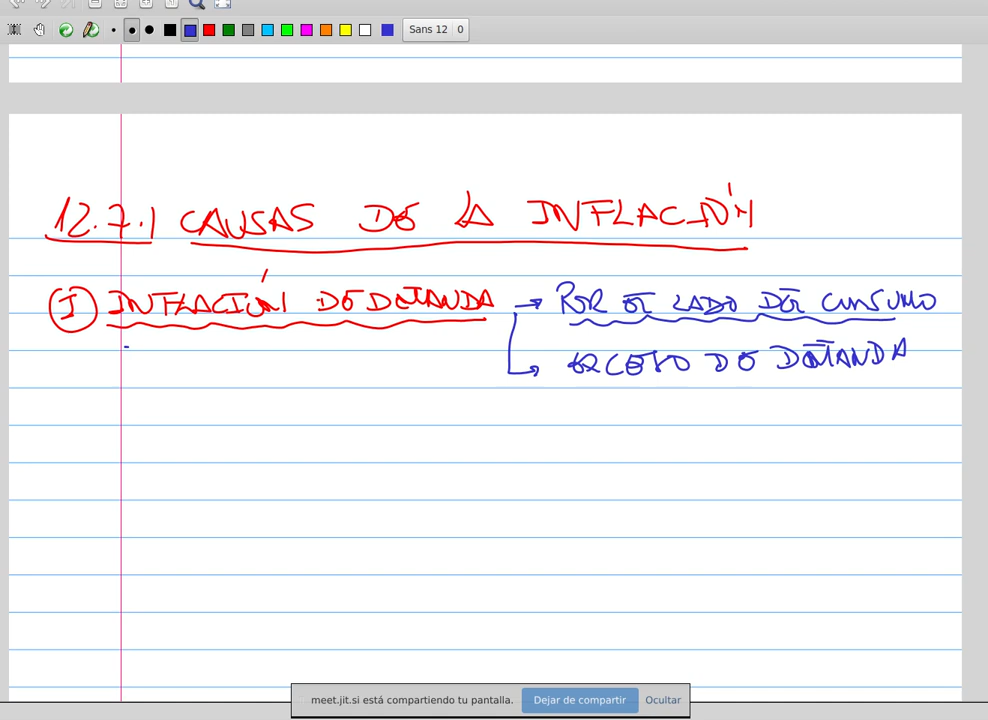 Sans 12 0
12.7.1 CAUSAS DE LA INFLACIÓN
I INFLACIÓN DE DEMANDA → POR EL LADO DEL CONSUMO
→ EXCESO DE DEMANDA
meet.jit.si está compartiendo tu pantalla. Dejar de compartir Ocultar